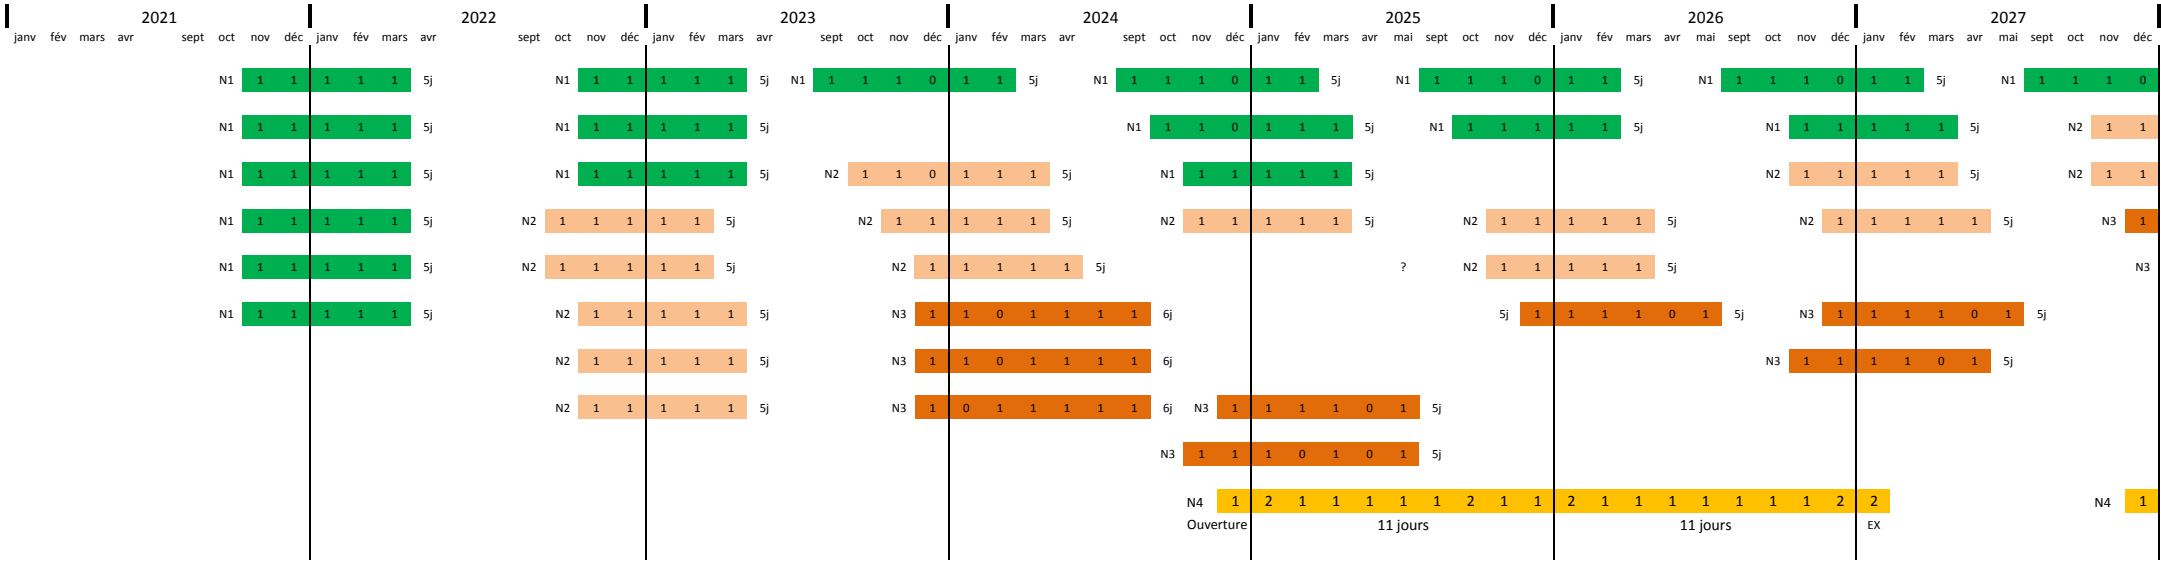 2021 2022 2023 2024 2025 2026 2027
janv fév mars avr sept oct nov déc janv fév mars avr sept oct nov déc janv fév mars avr sept oct nov déc janv fév mars avr sept oct nov déc janv fév mars avr mai sept oct nov déc janv fév mars avr mai sept oct nov déc janv fév mars avr mai sept oct nov déc
N1 1 1 1 1 1 5j N1 1 1 1 1 1 5j N1 1 1 1 0 1 1 5j N1 1 1 1 0 1 1 5j N1 1 1 1 0 1 1 5j N1 1 1 1 0 1 1 5j N1 1 1 1 0
N1 1 1 1 1 1 5j N1 1 1 1 1 1 5j N1 1 1 0 1 1 1 5j N1 1 1 1 1 1 5j N1 1 1 1 1 1 5j N2 1 1
N1 1 1 1 1 1 5j N1 1 1 1 1 1 5j N2 1 1 0 1 1 1 5j N1 1 1 1 1 1 5j N2 1 1 1 1 1 5j N2 1 1
N1 1 1 1 1 1 5j N2 1 1 1 1 1 5j N2 1 1 1 1 1 5j N2 1 1 1 1 1 5j N2 1 1 1 1 1 5j N2 1 1 1 1 1 5j N3 1
N1 1 1 1 1 1 5j N2 1 1 1 1 1 5j N2 1 1 1 1 1 5j ? N2 1 1 1 1 1 5j N3
N1 1 1 1 1 1 5j N2 1 1 1 1 1 5j N3 1 1 0 1 1 1 1 6j 5j 1 1 1 1 0 1 5j N3 1 1 1 1 0 1 5j
N2 1 1 1 1 1 5j N3 1 1 0 1 1 1 1 6j N3 1 1 1 1 0 1 5j
N2 1 1 1 1 1 5j N3 1 0 1 1 1 1 1 6j N3 1 1 1 1 0 1 5j
N3 1 1 1 0 1 0 1 5j
N4 1 2 1 1 1 1 1 2 1 1 2 1 1 1 1 1 1 1 2 2 N4 1
Ouverture 11 jours 11 jours EX